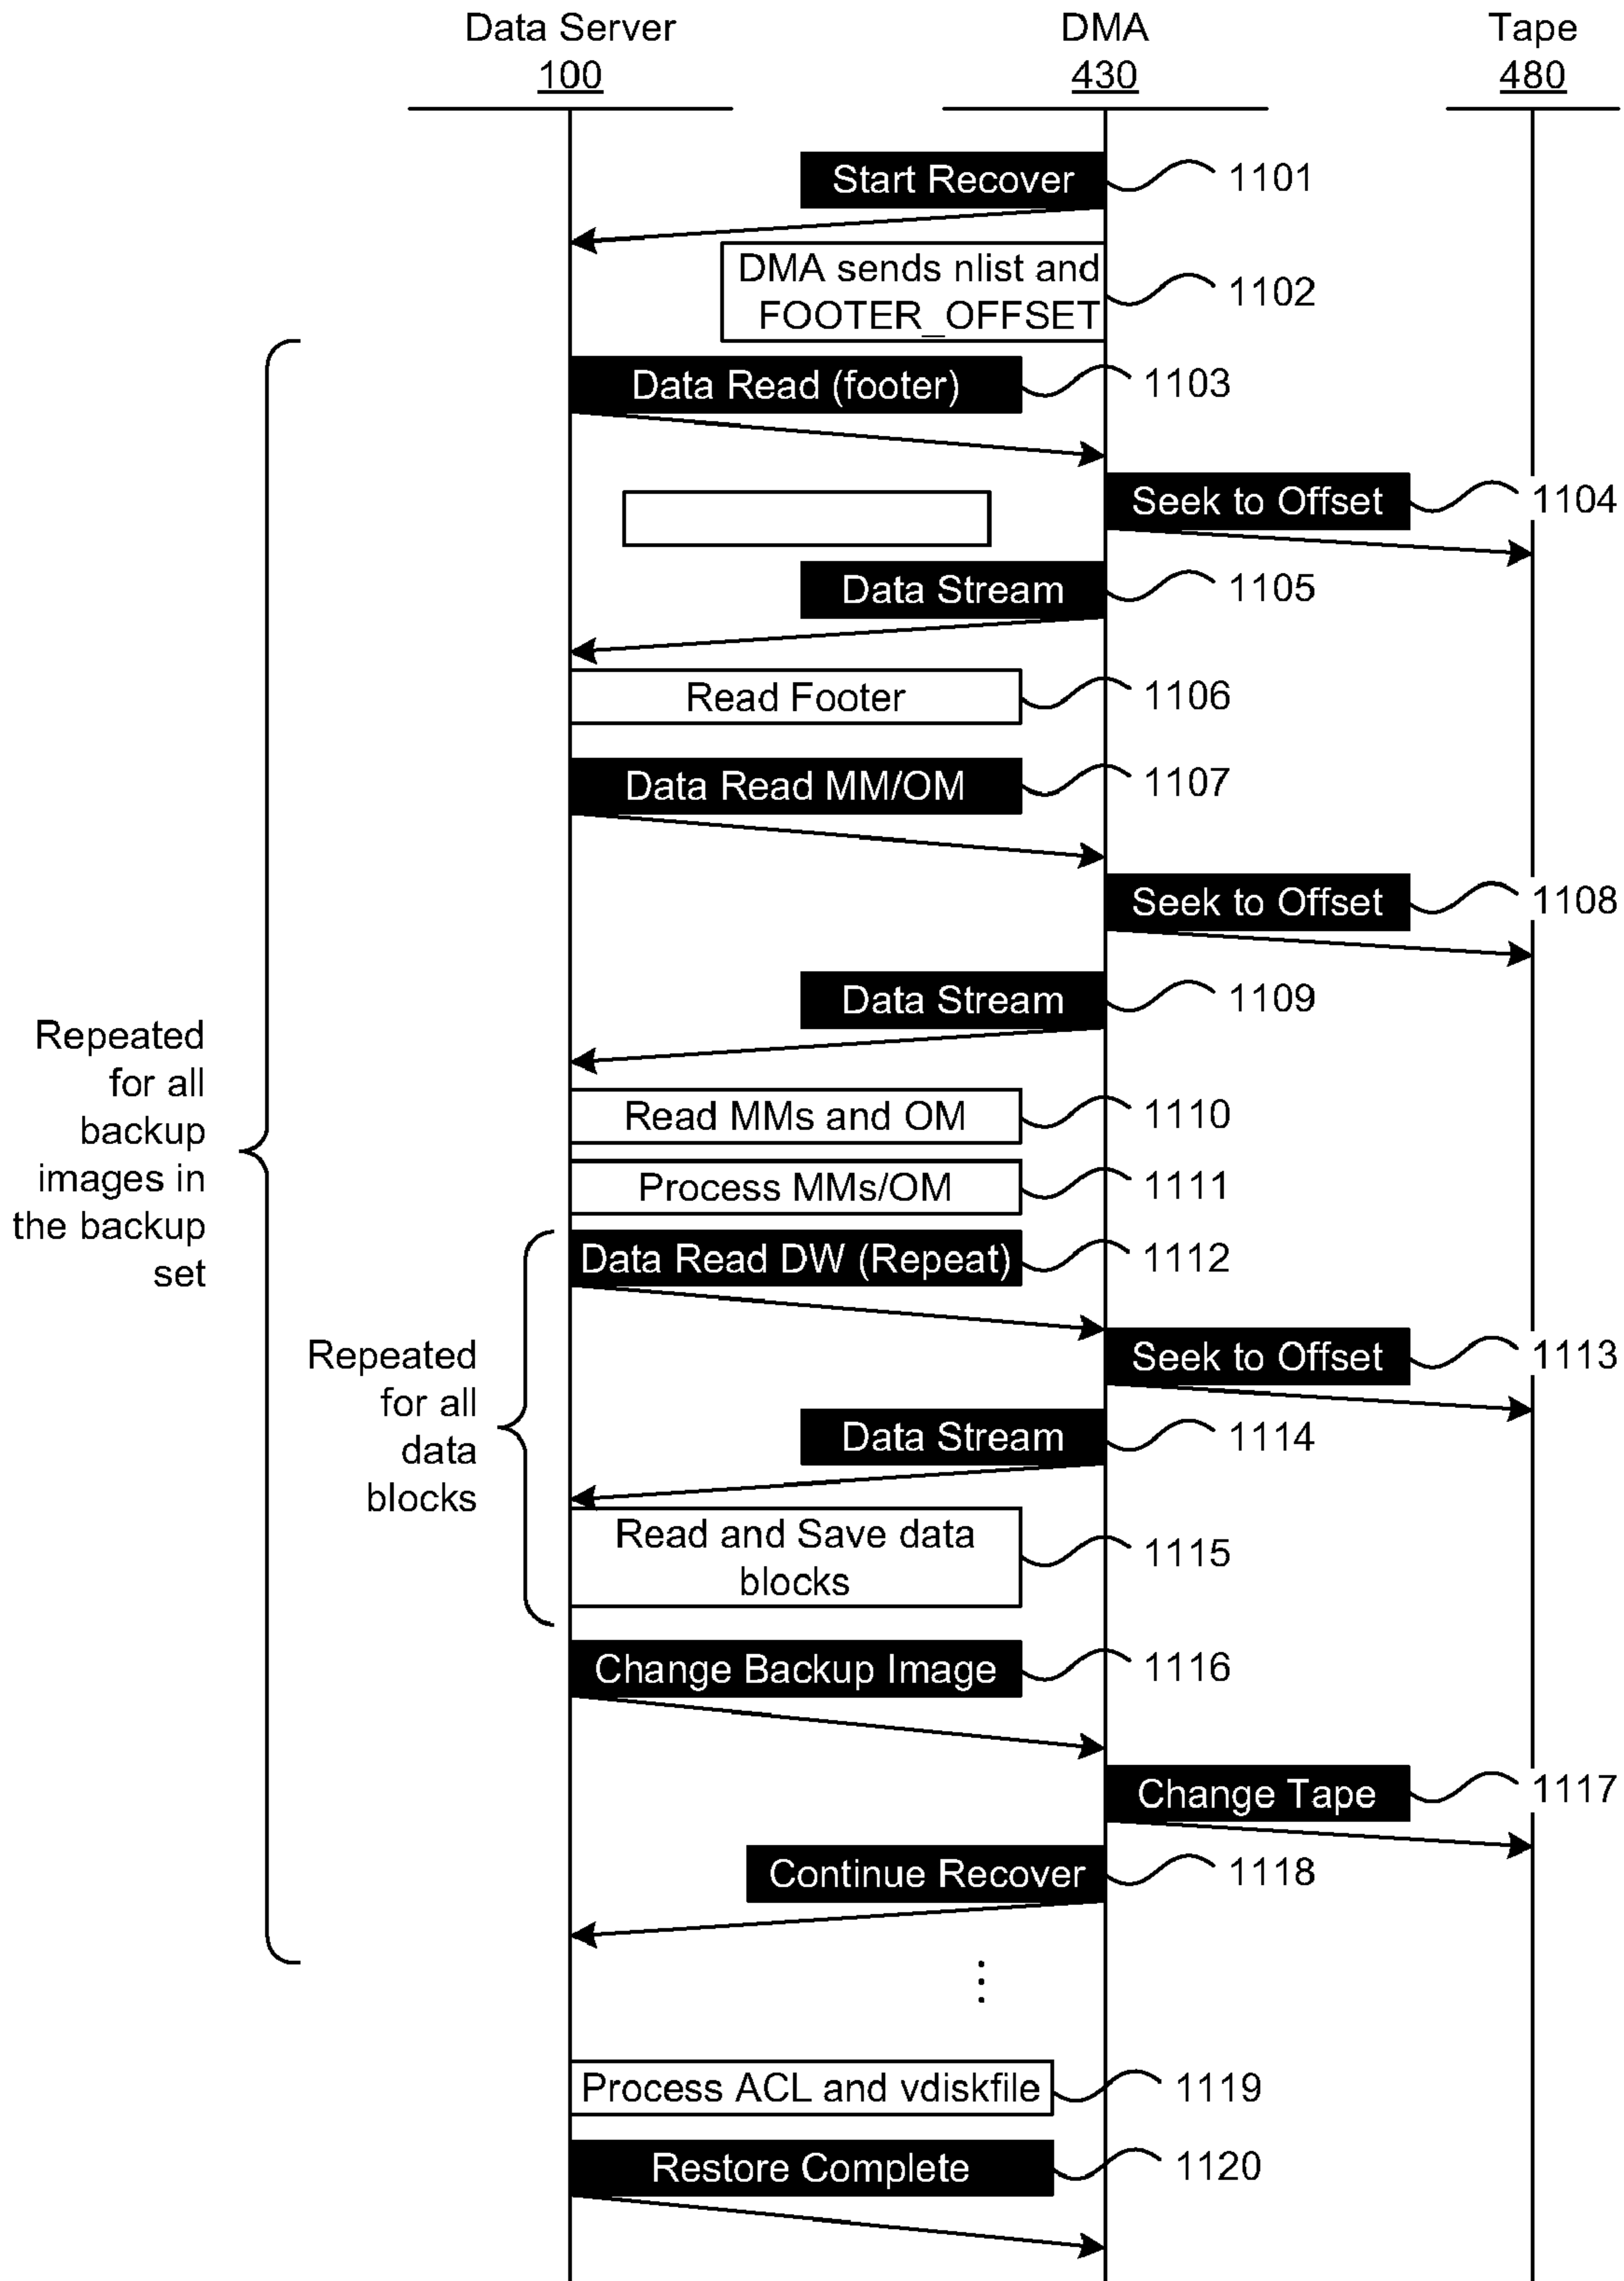 Data Server
100
DMA
430
Tape
480
Start Recover
1101
DMA sends nlist and
FOOTER_OFFSET
1102
Data Read (footer)
1103
Seek to Offset
1104
Data Stream
1105
Read Footer
1106
Data Read MM/OM
1107
Seek to Offset
1108
Data Stream
1109
Read MMs and OM
1110
Process MMs/OM
1111
Repeated
for all
backup
images in
the backup
set
Data Read DW (Repeat)
1112
Seek to Offset
1113
Repeated
for all
data
blocks
Data Stream
1114
Read and Save data
blocks
1115
Change Backup Image
1116
Change Tape
1117
Continue Recover
1118
⋮
Process ACL and vdiskfile
1119
Restore Complete
1120